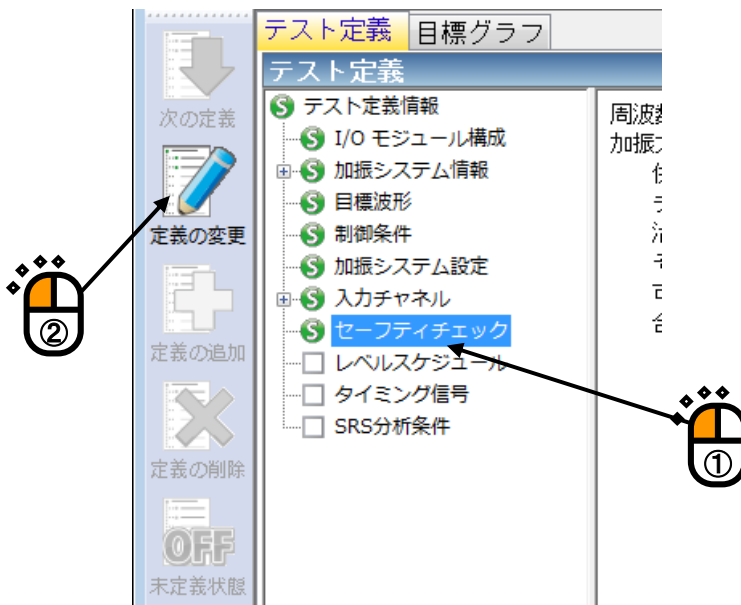 テスト定義 目標グラフ
テスト定義
次の定義
定義の変更
定義の追加
定義の削除
OFF
未定義状態
S テスト定義情報
S I/O モジュール構成
S 加振システム情報
S 目標波形
S 制御条件
S 加振システム設定
S 入力チャネル
S セーフティチェック
レベルスケジュール
タイミング信号
SRS分析条件
周波
加振
②
①